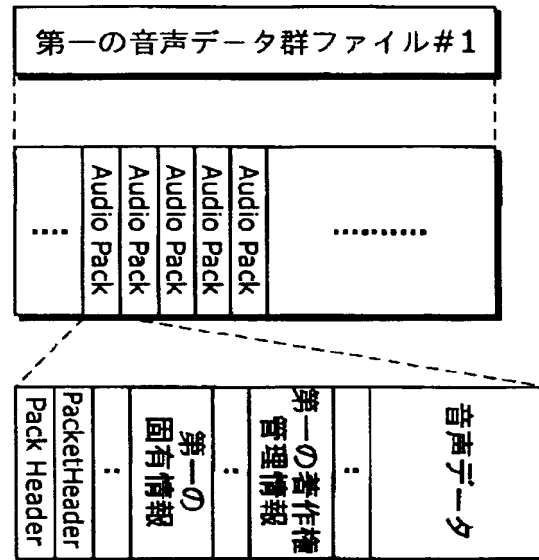 第一の音声データ群ファイル#1
....
Audio Pack
Audio Pack
Audio Pack
Audio Pack
Audio Pack
..........
Pack Header
PacketHeader
:
第一の
固有情報
:
第一の著作権
管理情報
:
音声データ